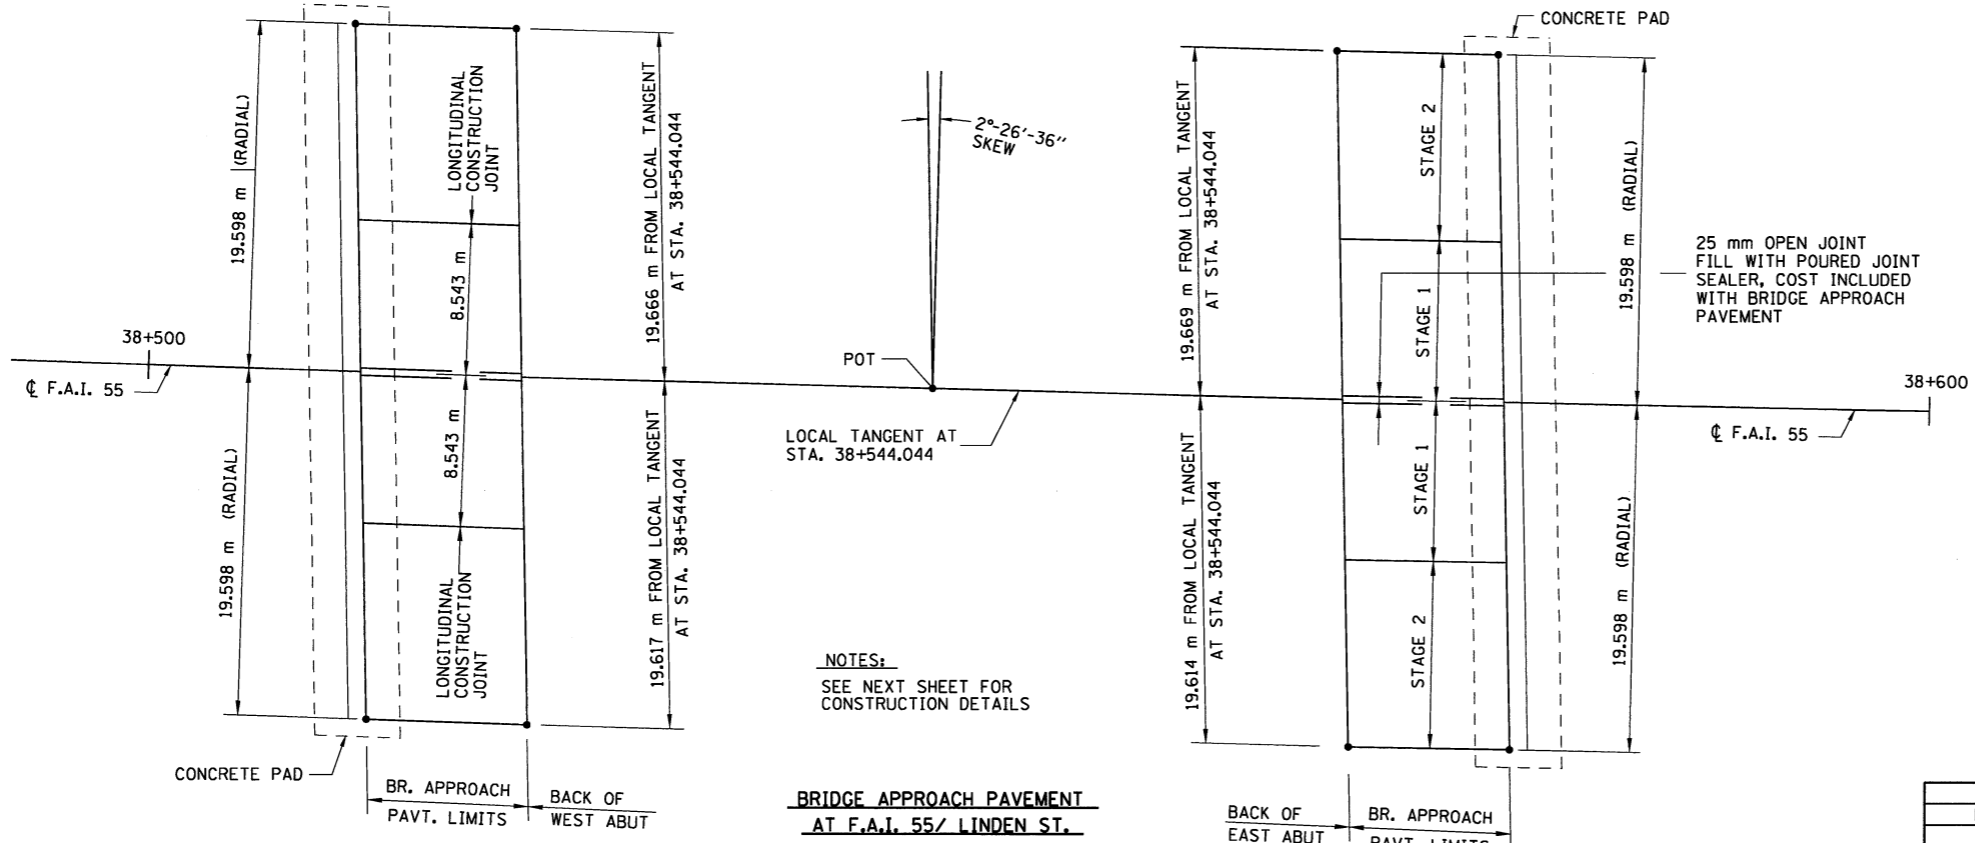 CONCRETE PAD
19.598 m (RADIAL)
LONGITUDINAL
CONSTRUCTION
JOINT
8.543 m
19.666 m FROM LOCAL TANGENT
AT STA. 38+544.044
2°-26'-36"
SKEW
19.669 m FROM LOCAL TANGENT
AT STA. 38+544.044
STAGE 2
STAGE 1
19.598 m (RADIAL)
25 mm OPEN JOINT
FILL WITH POURED JOINT
SEALER, COST INCLUDED
WITH BRIDGE APPROACH
PAVEMENT
38+500
℄ F.A.I. 55
POT
LOCAL TANGENT AT
STA. 38+544.044
38+600
℄ F.A.I. 55
19.598 m (RADIAL)
8.543 m
LONGITUDINAL
CONSTRUCTION
JOINT
19.617 m FROM LOCAL TANGENT
AT STA. 38+544.044
19.614 m FROM LOCAL TANGENT
AT STA. 38+544.044
STAGE 1
STAGE 2
19.598 m (RADIAL)
NOTES:
SEE NEXT SHEET FOR
CONSTRUCTION DETAILS
CONCRETE PAD
BR. APPROACH
PAVT. LIMITS
BACK OF
WEST ABUT
BRIDGE APPROACH PAVEMENT
AT F.A.I. 55/ LINDEN ST.
BACK OF
EAST ABUT
BR. APPROACH
PAVT. LIMITS